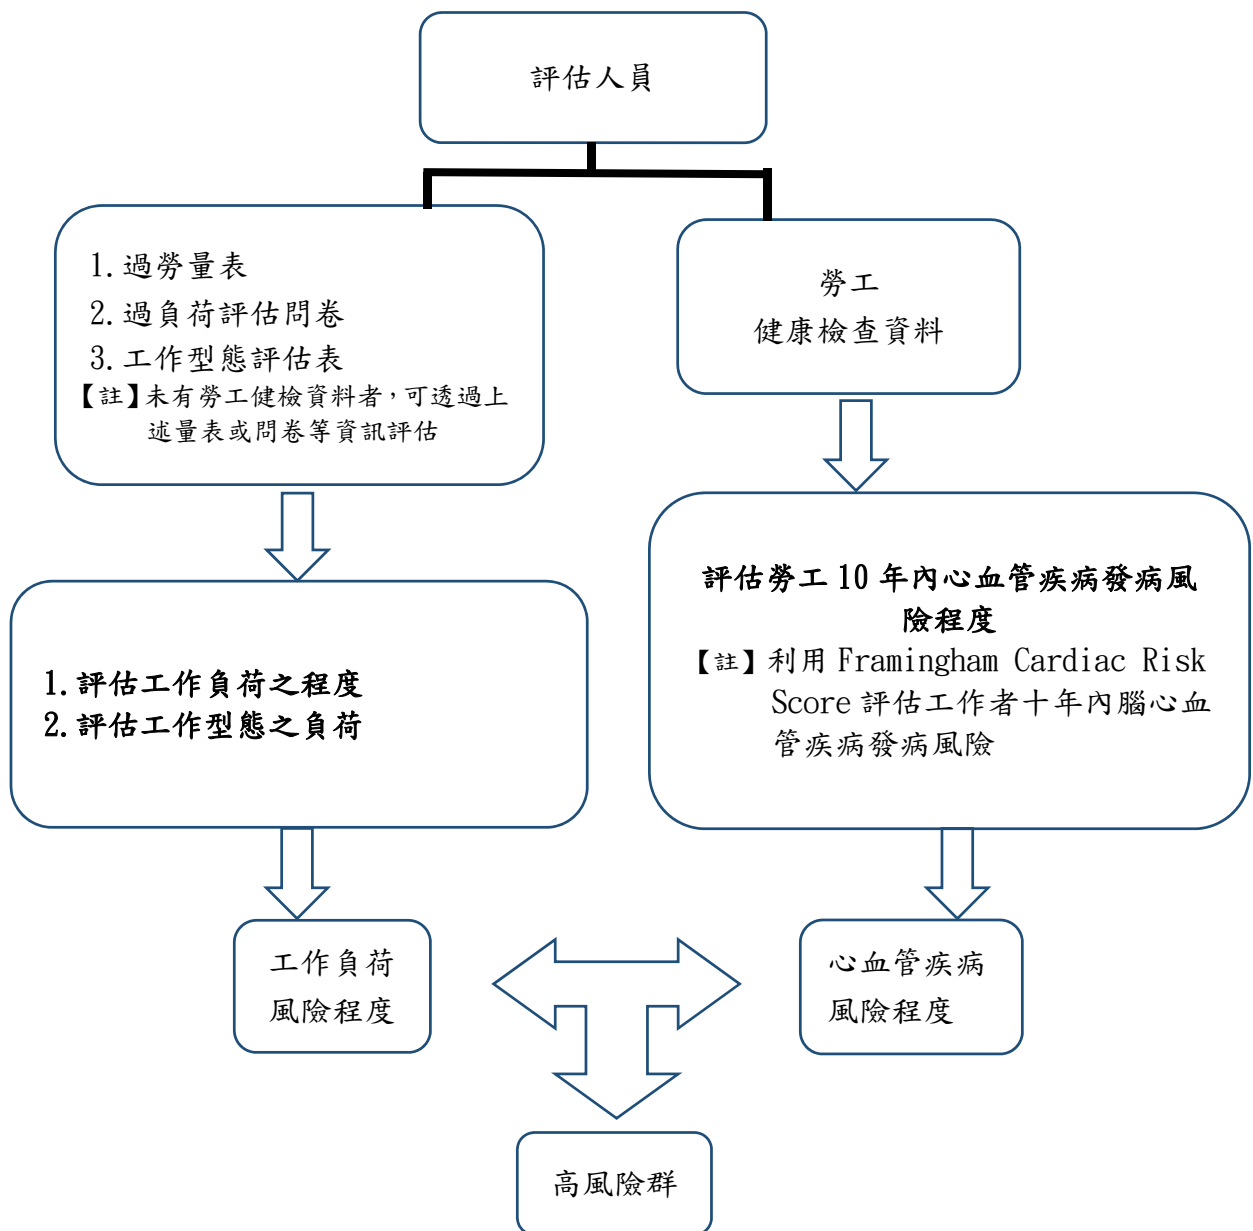 評估人員
1.過勞量表
2.過負荷評估問卷
3.工作型態評估表
【註】未有勞工健檢資料者，可透過上
述量表或問卷等資訊評估
勞工
健康檢查資料
1.評估工作負荷之程度
2.評估工作型態之負荷
評估勞工 10 年內心血管疾病發病風
險程度
【註】利用 Framingham Cardiac Risk
Score 評估工作者十年內腦心血
管疾病發病風險
工作負荷
風險程度
心血管疾病
風險程度
高風險群